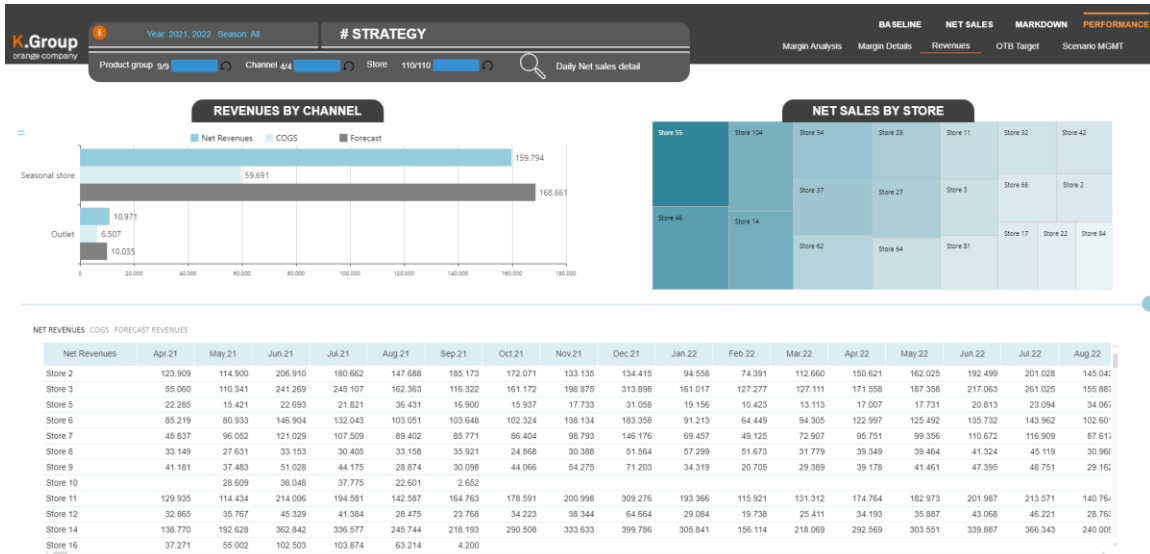 BASELINE NET SALES MARKDOWN PERFORMANCE
i Year: 2021, 2022 Season: All # STRATEGY
K.Group
orange company
Margin Analysis Margin Details Revenues OTB Target Scenario MGMT
Product group 9/9 Channel 4/4 Store 110/110 Daily Net sales detail
REVENUES BY CHANNEL
Net Revenues COGS Forecast
159.794
Seasonal store 59.691
168.661
10.971
Outlet 6.507
10.035
0 20.000 40.000 60.000 80.000 100.000 120.000 140.000 160.000 180.000
NET SALES BY STORE
Store 55 Store 104 Store 54 Store 28 Store 11 Store 32 Store 42
Store 37 Store 27 Store 3 Store 66 Store 2
Store 46 Store 14
Store 62 Store 64 Store 81 Store 17 Store 22 Store 84
NET REVENUES COGS FORECAST REVENUES
Net Revenues Apr.21 May.21 Jun.21 Jul.21 Aug.21 Sep.21 Oct.21 Nov.21 Dec.21 Jan.22 Feb.22 Mar.22 Apr.22 May.22 Jun.22 Jul.22 Aug.22
Store 2 123.909 114.900 206.910 180.662 147.688 185.173 172.071 133.135 134.415 94.558 74.391 112.660 150.621 162.025 192.499 201.028
Store 3 55.060 110.341 241.269 245.107 162.363 116.322 161.172 198.875 313.898 161.017 127.277 127.111 171.558 187.358 217.063 261.025
Store 5 22.285 15.421 22.693 21.821 36.431 16.900 15.937 17.733 31.058 19.156 10.423 13.113 17.007 17.731 20.813 23.094
Store 6 85.219 80.933 146.904 132.043 103.051 103.648 102.324 138.134 183.358 91.213 64.449 94.305 122.997 125.492 135.732 143.962
Store 7 45.837 96.052 121.029 107.509 89.402 85.771 86.404 98.793 146.176 69.457 49.125 72.907 95.751 99.356 110.672 116.909
Store 8 33.149 27.631 33.153 30.405 33.158 35.921 24.868 30.388 51.564 57.299 51.673 31.779 39.349 39.464 41.324 45.119
Store 9 41.181 37.483 51.028 44.175 28.874 30.098 44.066 54.275 71.203 34.319 20.705 29.389 39.178 41.461 47.395 48.751
Store 10 28.609 38.048 37.775 22.601 2.652
Store 11 129.935 114.434 214.006 194.581 142.587 164.763 178.591 200.998 309.276 193.366 115.921 131.312 174.764 182.973 201.987 213.571
Store 12 32.865 35.767 45.329 41.384 28.475 23.768 34.223 38.344 64.664 29.084 19.738 25.411 34.193 35.887 43.068 46.221
Store 14 138.770 192.628 362.842 336.577 245.744 218.193 290.508 333.633 399.786 305.841 156.114 218.069 292.569 303.551 339.887 366.343
Store 16 37.271 55.002 102.503 103.874 63.214 4.200